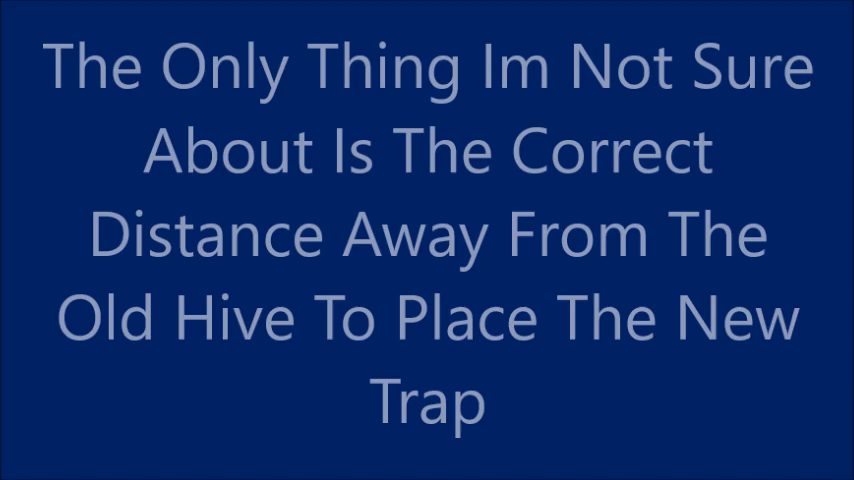 The Only Thing Im Not Sure
About Is The Correct
Distance Away From The
Old Hive To Place The New
Trap